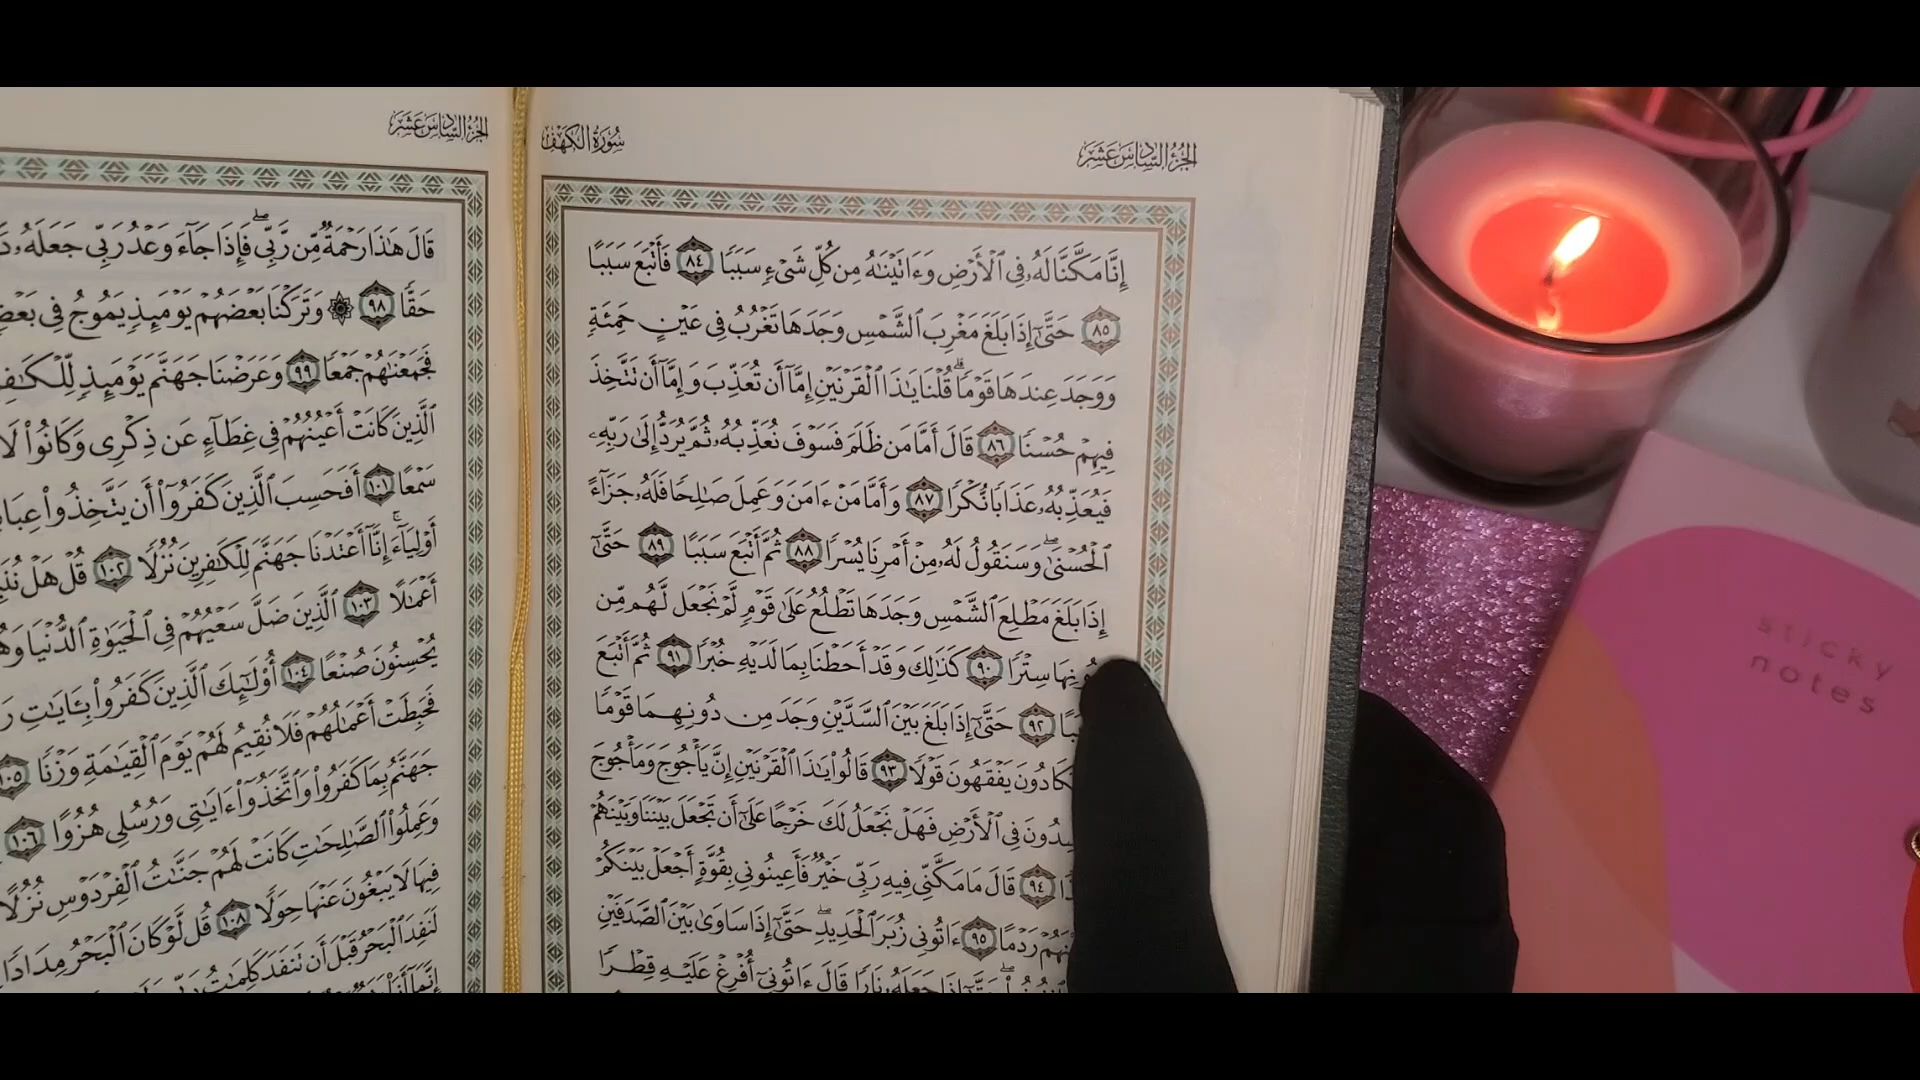 الجزء السادس عشر
سورة الكهف
إِنَّا مَكَّنَّا لَهُۥ فِى ٱلْأَرْضِ وَءَاتَيْنَٰهُ مِن كُلِّ شَىْءٍ سَبَبًا ٨٤ فَأَتْبَعَ سَبَبًا
٨٥ حَتَّىٰٓ إِذَا بَلَغَ مَغْرِبَ ٱلشَّمْسِ وَجَدَهَا تَغْرُبُ فِى عَيْنٍ حَمِئَةٍ
وَوَجَدَ عِندَهَا قَوْمًا ۗ قُلْنَا يَٰذَا ٱلْقَرْنَيْنِ إِمَّآ أَن تُعَذِّبَ وَإِمَّآ أَن تَتَّخِذَ
فِيهِمْ حُسْنًا ٨٦ قَالَ أَمَّا مَن ظَلَمَ فَسَوْفَ نُعَذِّبُهُۥ ثُمَّ يُرَدُّ إِلَىٰ رَبِّهِۦ
فَيُعَذِّبُهُۥ عَذَابًا نُّكْرًا ٨٧ وَأَمَّا مَنْ ءَامَنَ وَعَمِلَ صَٰلِحًا فَلَهُۥ جَزَآءً
ٱلْحُسْنَىٰ ۖ وَسَنَقُولُ لَهُۥ مِنْ أَمْرِنَا يُسْرًا ٨٨ ثُمَّ أَتْبَعَ سَبَبًا ٨٩ حَتَّىٰٓ
إِذَا بَلَغَ مَطْلِعَ ٱلشَّمْسِ وَجَدَهَا تَطْلُعُ عَلَىٰ قَوْمٍ لَّمْ نَجْعَل لَّهُم مِّن
سِتْرًا ٩٠ كَذَٰلِكَ وَقَدْ أَحَطْنَا بِمَا لَدَيْهِ خُبْرًا ٩١ ثُمَّ أَتْبَعَ
٩٢ حَتَّىٰٓ إِذَا بَلَغَ بَيْنَ ٱلسَّدَّيْنِ وَجَدَ مِن دُونِهِمَا قَوْمًا
يَفْقَهُونَ قَوْلًا ٩٣ قَالُوا۟ يَٰذَا ٱلْقَرْنَيْنِ إِنَّ يَأْجُوجَ وَمَأْجُوجَ
فِى ٱلْأَرْضِ فَهَلْ نَجْعَلُ لَكَ خَرْجًا عَلَىٰٓ أَن تَجْعَلَ بَيْنَنَا وَبَيْنَهُمْ
٩٤ قَالَ مَا مَكَّنِّى فِيهِ رَبِّى خَيْرٌ فَأَعِينُونِى بِقُوَّةٍ أَجْعَلْ بَيْنَكُمْ
رَدْمًا ٩٥ ءَاتُونِى زُبَرَ ٱلْحَدِيدِ ۖ حَتَّىٰٓ إِذَا سَاوَىٰ بَيْنَ ٱلصَّدَفَيْنِ
حَتَّىٰٓ إِذَا جَعَلَهُۥ نَارًا قَالَ ءَاتُونِىٓ أُفْرِغْ عَلَيْهِ قِطْرًا
الجزء السادس عشر
قَالَ هَٰذَا رَحْمَةٌ مِّن رَّبِّى ۖ فَإِذَا جَآءَ وَعْدُ رَبِّى جَعَلَهُۥ
حَقًّا ٩٨ ۞ وَتَرَكْنَا بَعْضَهُمْ يَوْمَئِذٍ يَمُوجُ فِى
فَجَمَعْنَٰهُمْ جَمْعًا ٩٩ وَعَرَضْنَا جَهَنَّمَ يَوْمَئِذٍ
ٱلَّذِينَ كَانَتْ أَعْيُنُهُمْ فِى غِطَآءٍ عَن ذِكْرِى وَكَانُوا۟ لَا
سَمْعًا ١٠١ أَفَحَسِبَ ٱلَّذِينَ كَفَرُوٓا۟ أَن يَتَّخِذُوا۟
أَوْلِيَآءَ ۚ إِنَّآ أَعْتَدْنَا جَهَنَّمَ لِلْكَٰفِرِينَ نُزُلًا ١٠٢ قُلْ هَلْ
أَعْمَٰلًا ١٠٣ ٱلَّذِينَ ضَلَّ سَعْيُهُمْ فِى ٱلْحَيَوٰةِ ٱلدُّنْيَا
يُحْسِنُونَ صُنْعًا ١٠٤ أُو۟لَٰٓئِكَ ٱلَّذِينَ كَفَرُوا۟ بِـَٔايَٰتِ
فَحَبِطَتْ أَعْمَٰلُهُمْ فَلَا نُقِيمُ لَهُمْ يَوْمَ ٱلْقِيَٰمَةِ وَزْنًا ١٠٥
جَهَنَّمُ بِمَا كَفَرُوا۟ وَٱتَّخَذُوٓا۟ ءَايَٰتِى وَرُسُلِى هُزُوًا ١٠٦
وَعَمِلُوا۟ ٱلصَّٰلِحَٰتِ كَانَتْ لَهُمْ جَنَّٰتُ ٱلْفِرْدَوْسِ نُزُلًا
فِيهَا لَا يَبْغُونَ عَنْهَا حِوَلًا ١٠٨ قُل لَّوْ كَانَ ٱلْبَحْرُ مِدَادًا
لَنَفِدَ ٱلْبَحْرُ قَبْلَ أَن تَنفَدَ كَلِمَٰتُ
sticky
notes